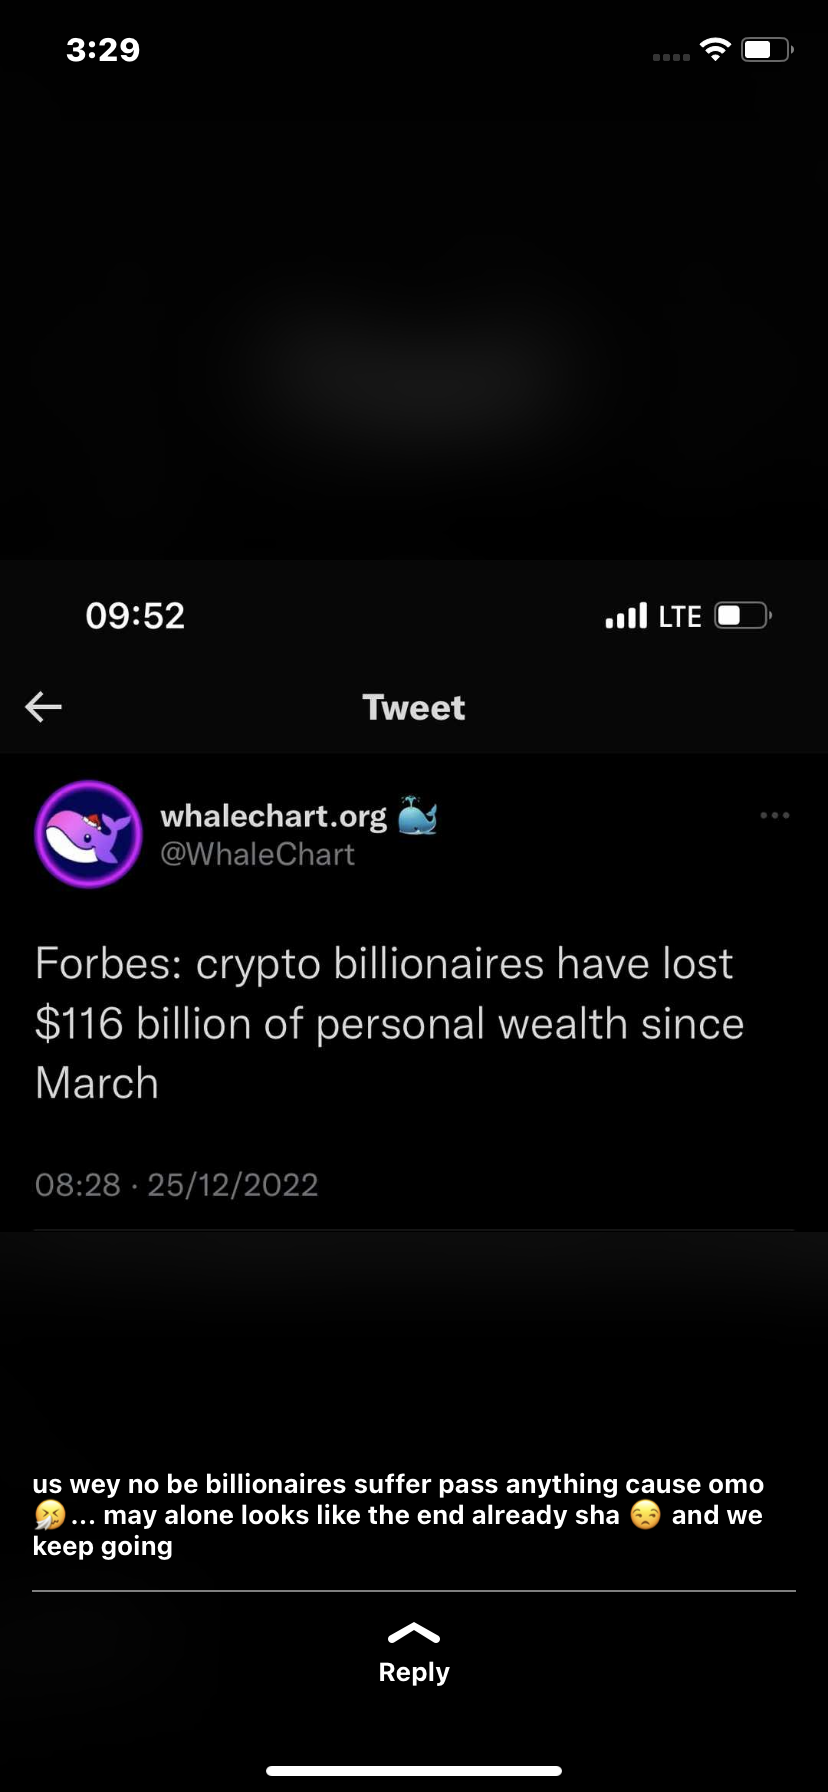 3:29
09:52
LTE
Tweet
whalechart.org 🐳
@WhaleChart
Forbes: crypto billionaires have lost
$116 billion of personal wealth since
March
08:28 · 25/12/2022
us wey no be billionaires suffer pass anything cause omo
🤧... may alone looks like the end already sha 😒 and we
keep going
Reply